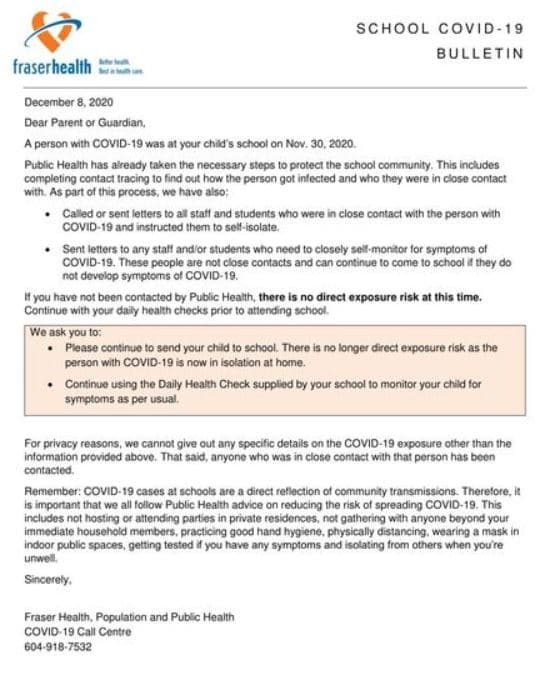 SCHOOL COVID-19
BULLETIN
fraserhealth
Better health.
Best in health care.
December 8, 2020
Dear Parent or Guardian,
A person with COVID-19 was at your child's school on Nov. 30, 2020.
Public Health has already taken the necessary steps to protect the school community. This includes
completing contact tracing to find out how the person got infected and who they were in close contact
with. As part of this process, we have also:
• Called or sent letters to all staff and students who were in close contact with the person with
COVID-19 and instructed them to self-isolate.
• Sent letters to any staff and/or students who need to closely self-monitor for symptoms of
COVID-19. These people are not close contacts and can continue to come to school if they do
not develop symptoms of COVID-19.
If you have not been contacted by Public Health, there is no direct exposure risk at this time.
Continue with your daily health checks prior to attending school.
We ask you to:
• Please continue to send your child to school. There is no longer direct exposure risk as the
person with COVID-19 is now in isolation at home.
• Continue using the Daily Health Check supplied by your school to monitor your child for
symptoms as per usual.
For privacy reasons, we cannot give out any specific details on the COVID-19 exposure other than the
information provided above. That said, anyone who was in close contact with that person has been
contacted.
Remember: COVID-19 cases at schools are a direct reflection of community transmissions. Therefore, it
is important that we all follow Public Health advice on reducing the risk of spreading COVID-19. This
includes not hosting or attending parties in private residences, not gathering with anyone beyond your
immediate household members, practicing good hand hygiene, physically distancing, wearing a mask in
indoor public spaces, getting tested if you have any symptoms and isolating from others when you're
unwell.
Sincerely,
Fraser Health, Population and Public Health
COVID-19 Call Centre
604-918-7532